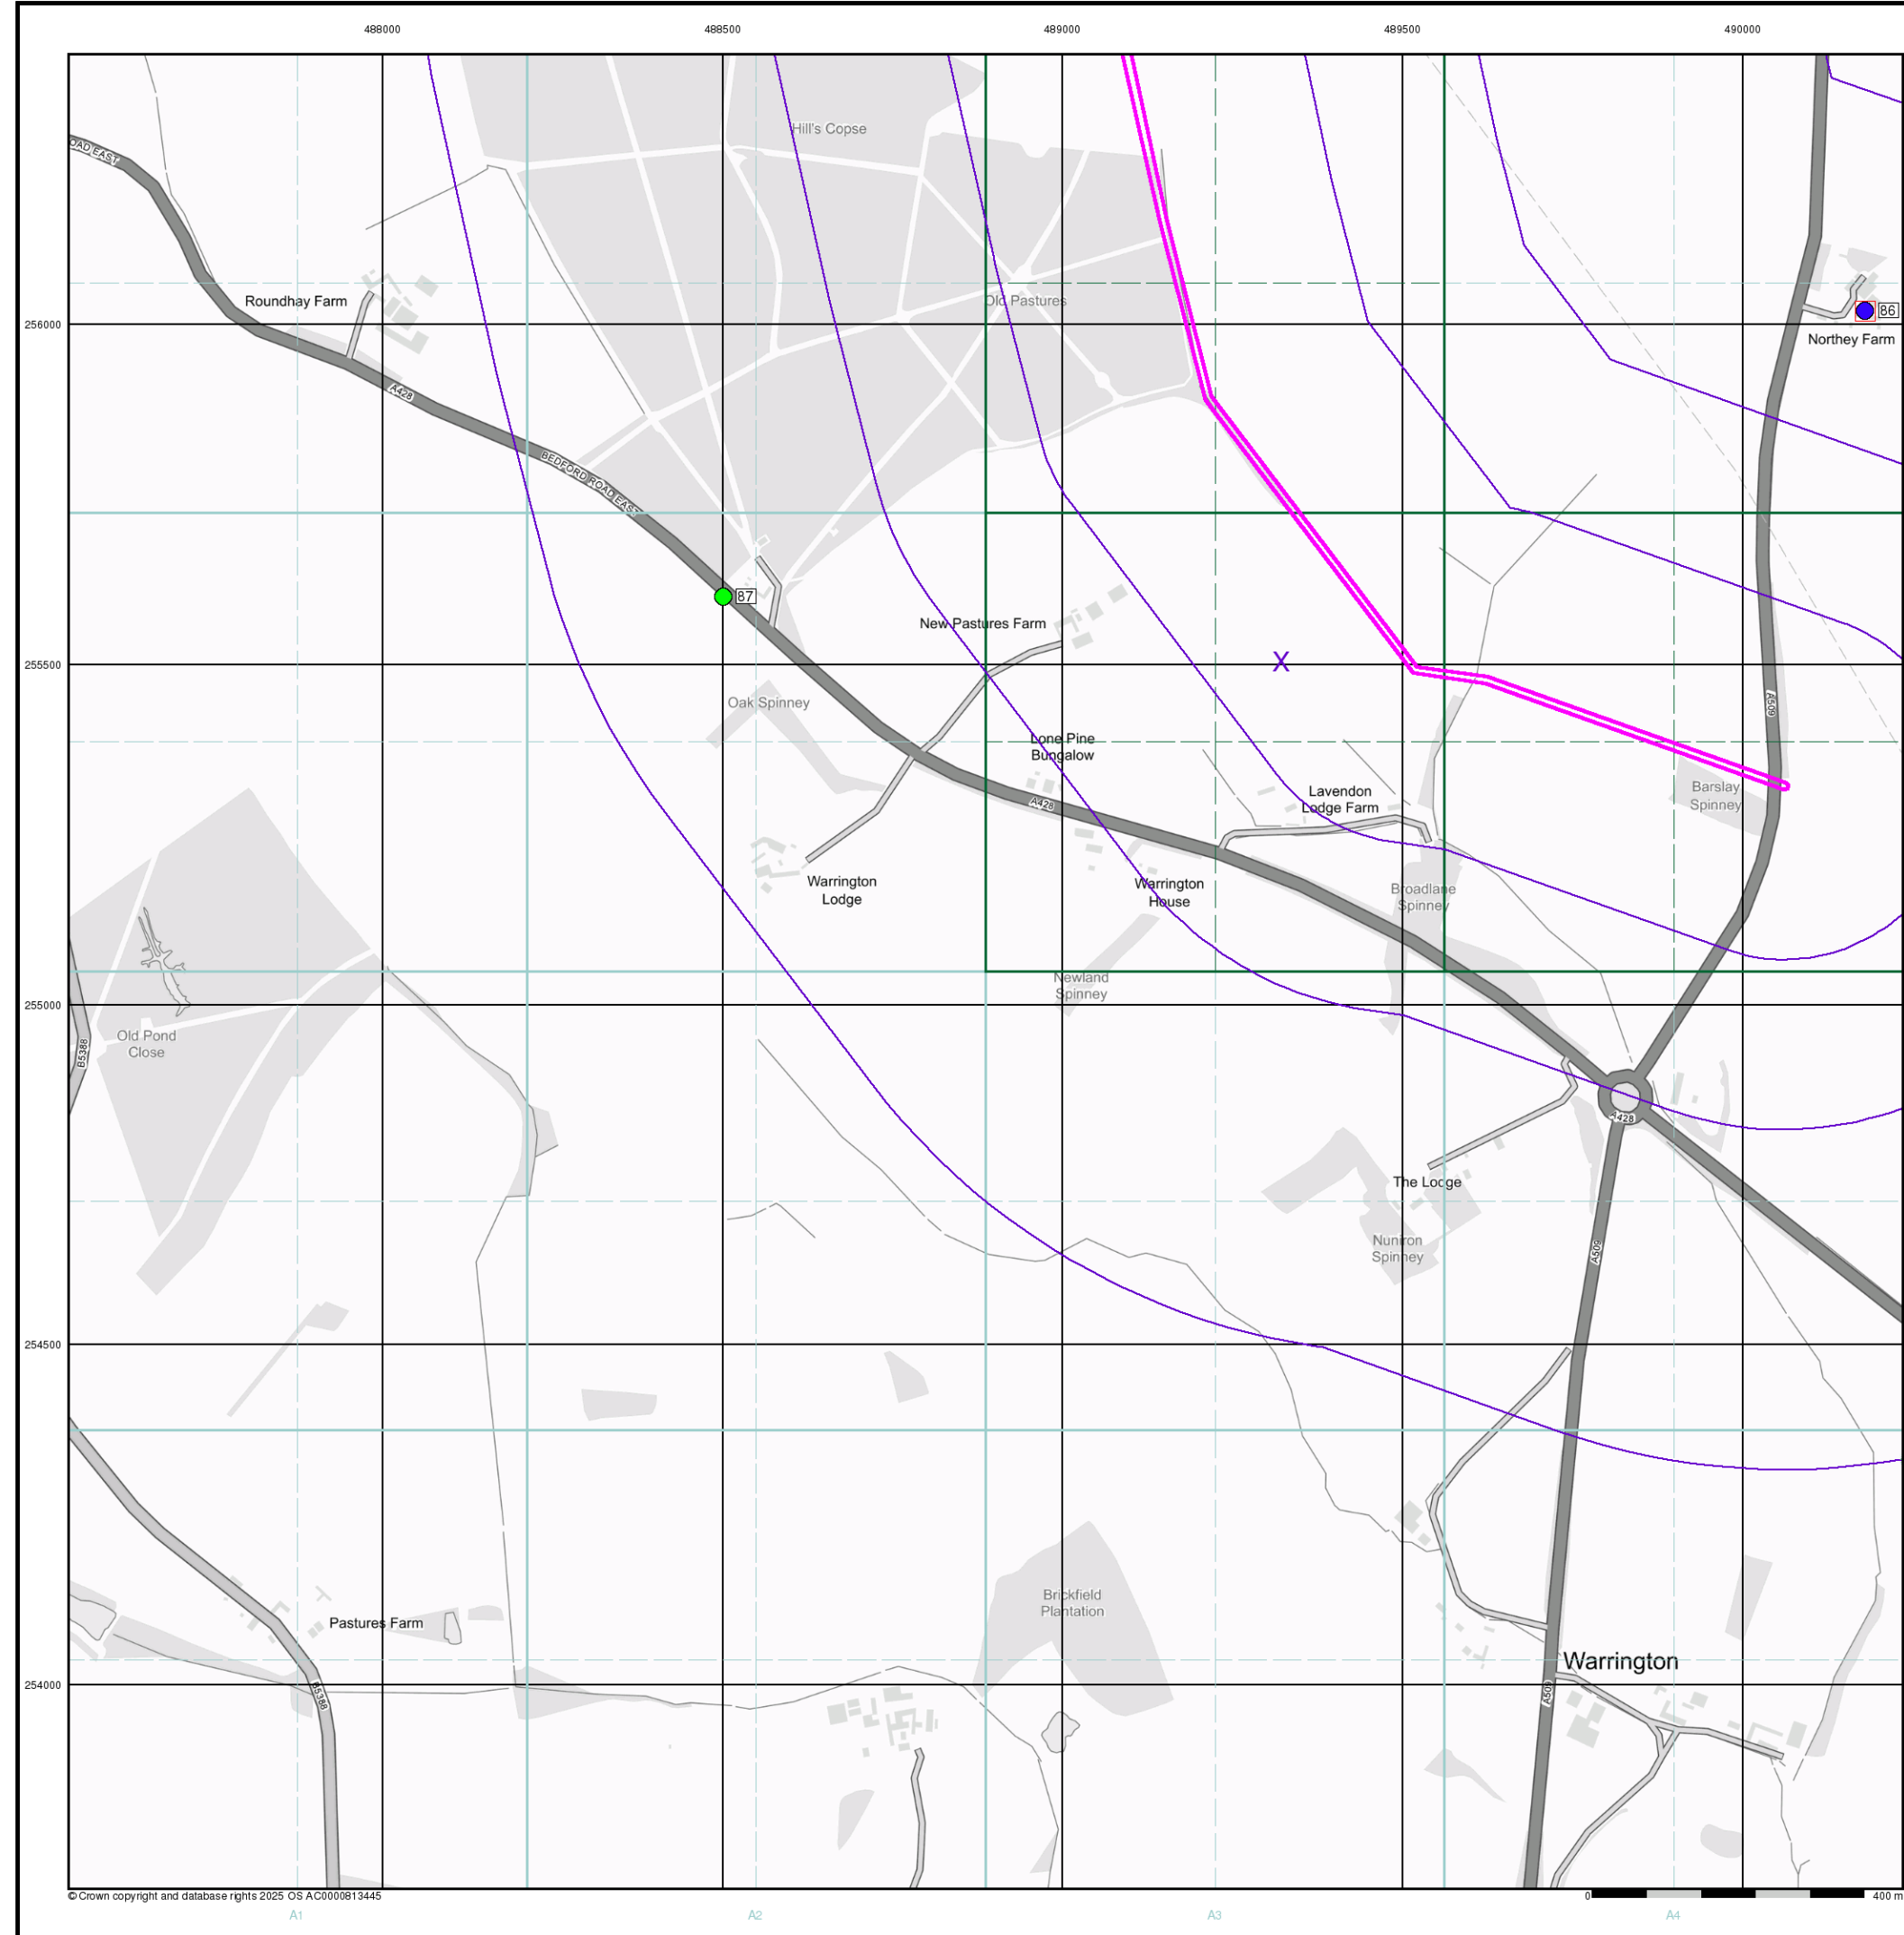 488000 488500 489000 489500 490000
Hill's Copse
OAD EAST
Roundhay Farm
Old Pastures
256000
86
Northey Farm
A428
BEDFORD ROAD EAST
87
New Pastures Farm
255500
X
Oak Spinney
A509
Lone Pine
Bungalow
Lavendon
Lodge Farm
Barslay
Spinney
A428
Warrington
Lodge
Warrington
House
Broadlane
Spinney
Newland
Spinney
255000
Old Pond
Close
B5388
A428
The Lodge
Nuniron
Spinney
A509
254500
Brickfield
Plantation
Pastures Farm
Warrington
254000
B5388
A509
© Crown copyright and database rights 2025 OS AC0000813445
0 400 m
A1 A2 A3 A4